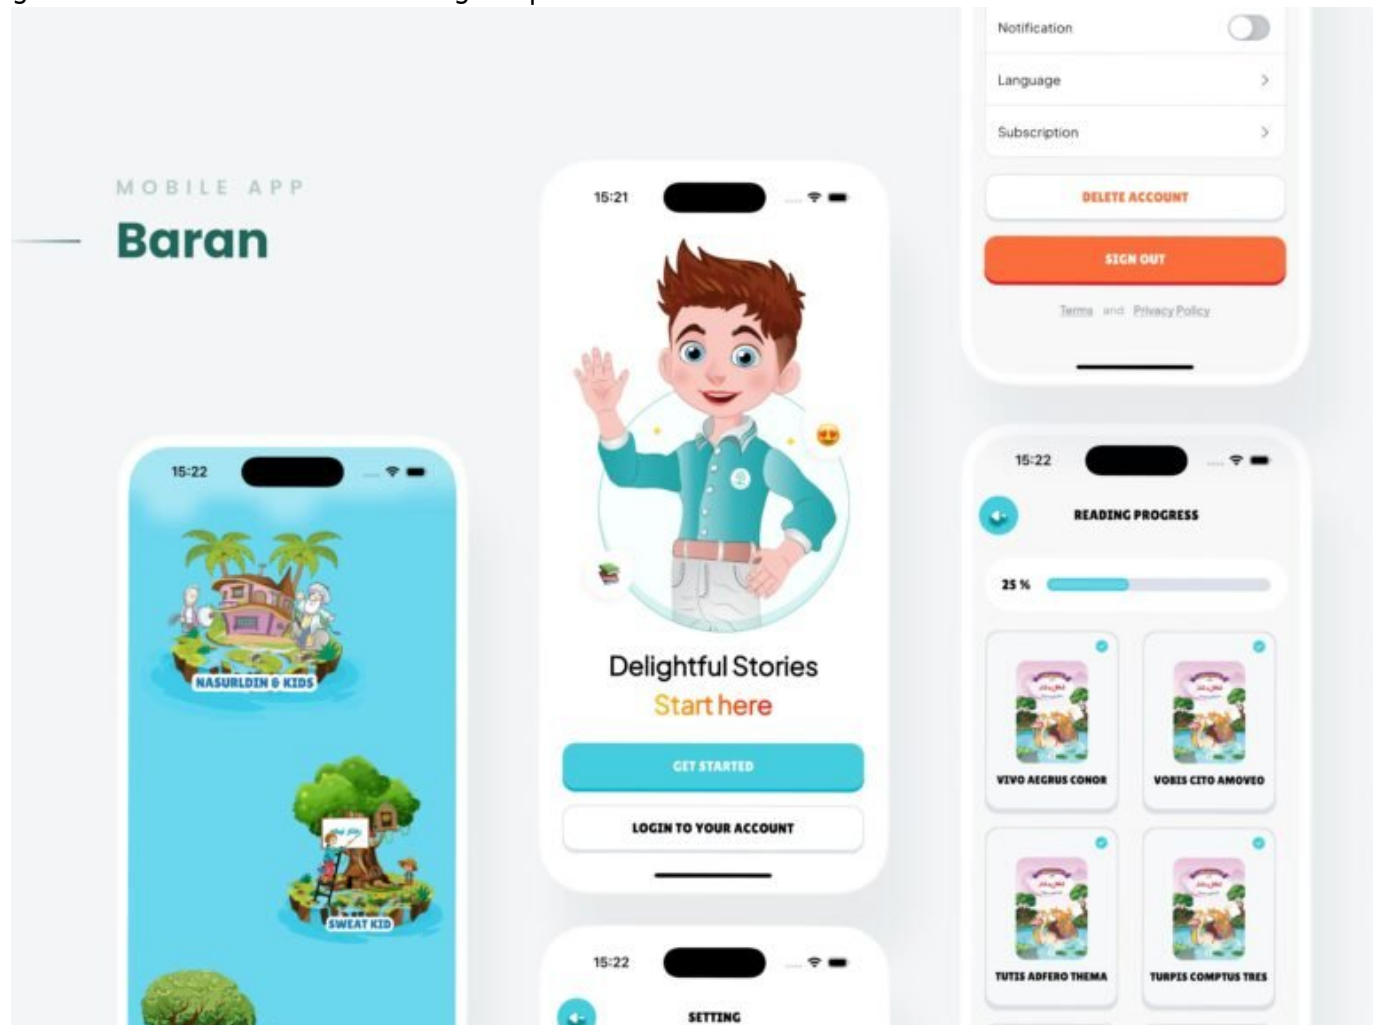 MOBILE APP
Baran
15:22
NASURLDIN & KIDS
SWEAT KID
15:21
Delightful Stories
Start here
GET STARTED
LOGIN TO YOUR ACCOUNT
15:22
SETTING
Notification
Language
Subscription
DELETE ACCOUNT
SIGN OUT
Terms and Privacy Policy
15:22
READING PROGRESS
25 %
VIVO AEGRUS CONOR
VOBIS CITO AMOVEO
TUTIS ADFERO THEMA
TURPIS COMPTUS TRES